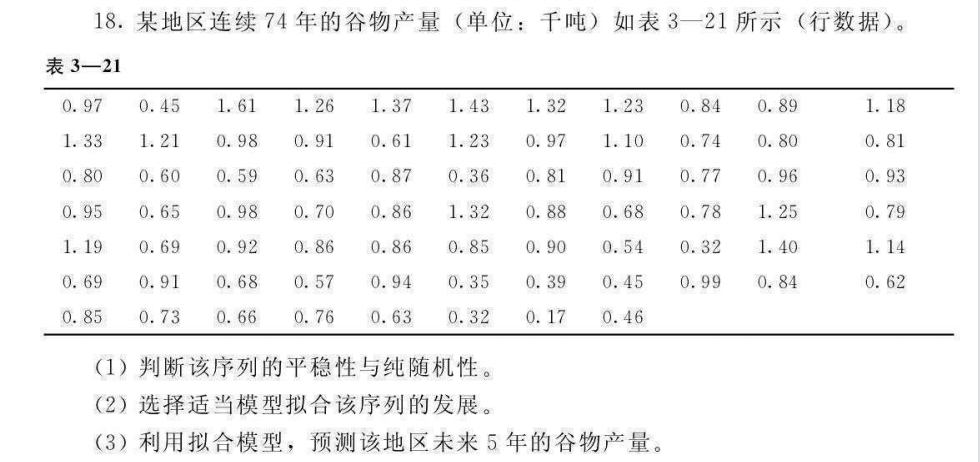 18. 某地区连续 74 年的谷物产量（单位：千吨）如表 3—21 所示（行数据）。
表 3—21
0.97 0.45 1.61 1.26 1.37 1.43 1.32 1.23 0.84 0.89 1.18
1.33 1.21 0.98 0.91 0.61 1.23 0.97 1.10 0.74 0.80 0.81
0.80 0.60 0.59 0.63 0.87 0.36 0.81 0.91 0.77 0.96 0.93
0.95 0.65 0.98 0.70 0.86 1.32 0.88 0.68 0.78 1.25 0.79
1.19 0.69 0.92 0.86 0.86 0.85 0.90 0.54 0.32 1.40 1.14
0.69 0.91 0.68 0.57 0.94 0.35 0.39 0.45 0.99 0.84 0.62
0.85 0.73 0.66 0.76 0.63 0.32 0.17 0.46
（1）判断该序列的平稳性与纯随机性。
（2）选择适当模型拟合该序列的发展。
（3）利用拟合模型，预测该地区未来 5 年的谷物产量。